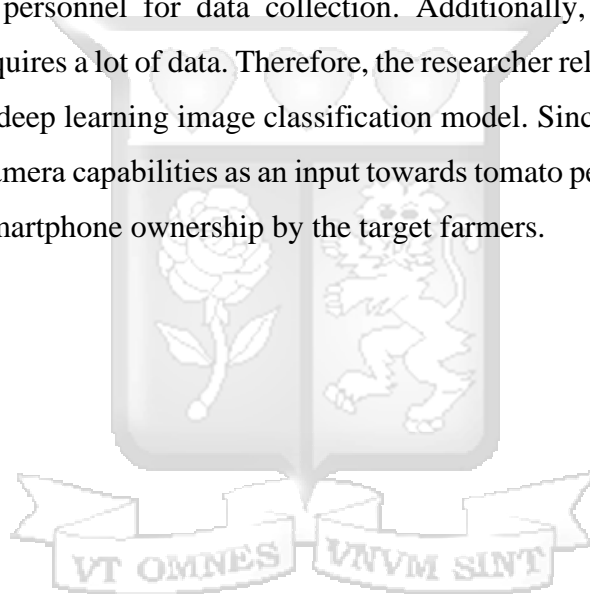 personnel for data collection. Additionally,
quires a lot of data. Therefore, the researcher rel
deep learning image classification model. Sinc
amera capabilities as an input towards tomato pe
martphone ownership by the target farmers.
VT OMNES VNVM SINT